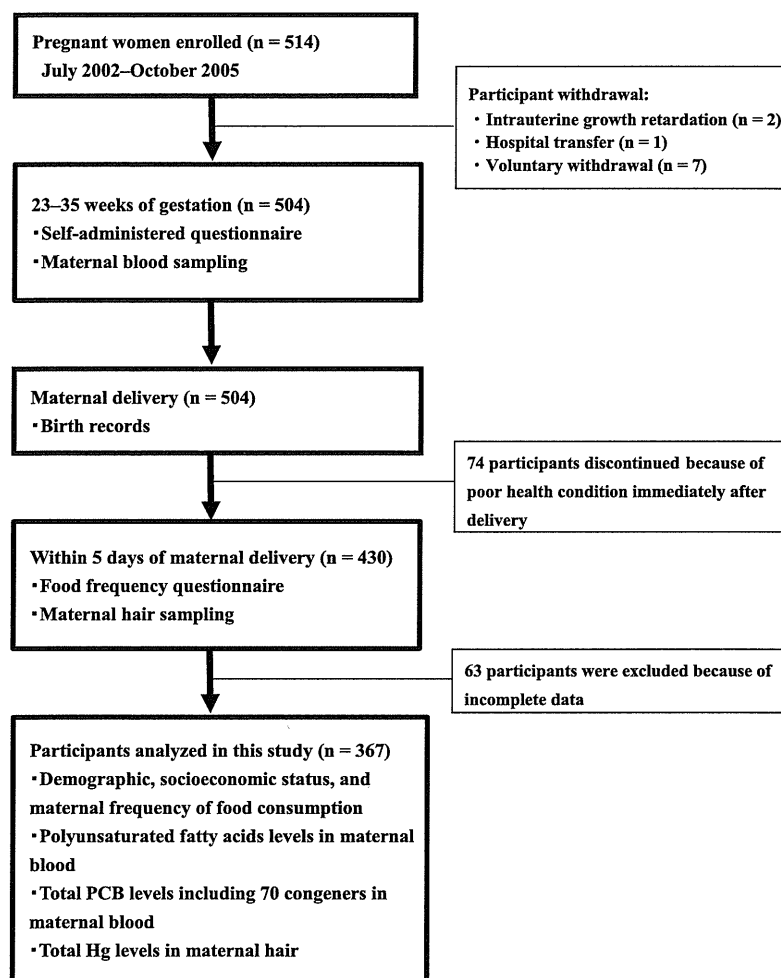 Pregnant women enrolled (n = 514)
July 2002–October 2005
Participant withdrawal:
・Intrauterine growth retardation (n = 2)
・Hospital transfer (n = 1)
・Voluntary withdrawal (n = 7)
23–35 weeks of gestation (n = 504)
・Self-administered questionnaire
・Maternal blood sampling
Maternal delivery (n = 504)
・Birth records
74 participants discontinued because of
poor health condition immediately after
delivery
Within 5 days of maternal delivery (n = 430)
・Food frequency questionnaire
・Maternal hair sampling
63 participants were excluded because of
incomplete data
Participants analyzed in this study (n = 367)
・Demographic, socioeconomic status, and
maternal frequency of food consumption
・Polyunsaturated fatty acids levels in maternal
blood
・Total PCB levels including 70 congeners in
maternal blood
・Total Hg levels in maternal hair